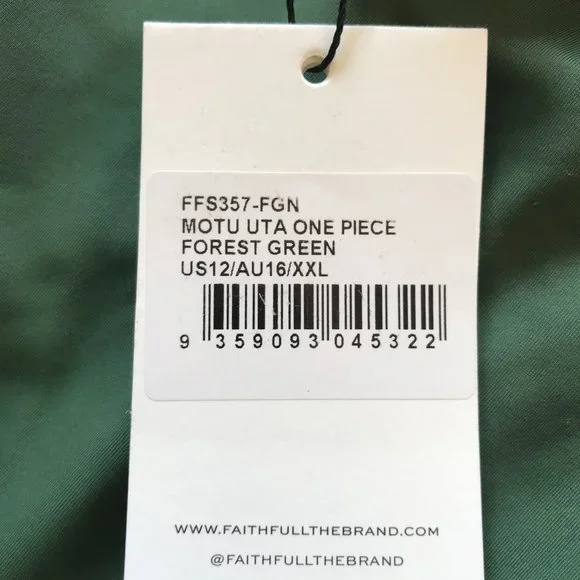 FFS357-FGN
MOTU UTA ONE PIECE
FOREST GREEN
US12/AU16/XXL
9 359093 045322
WWW.FAITHFULLTHEBRAND.COM
@FAITHFULLTHEBRAND